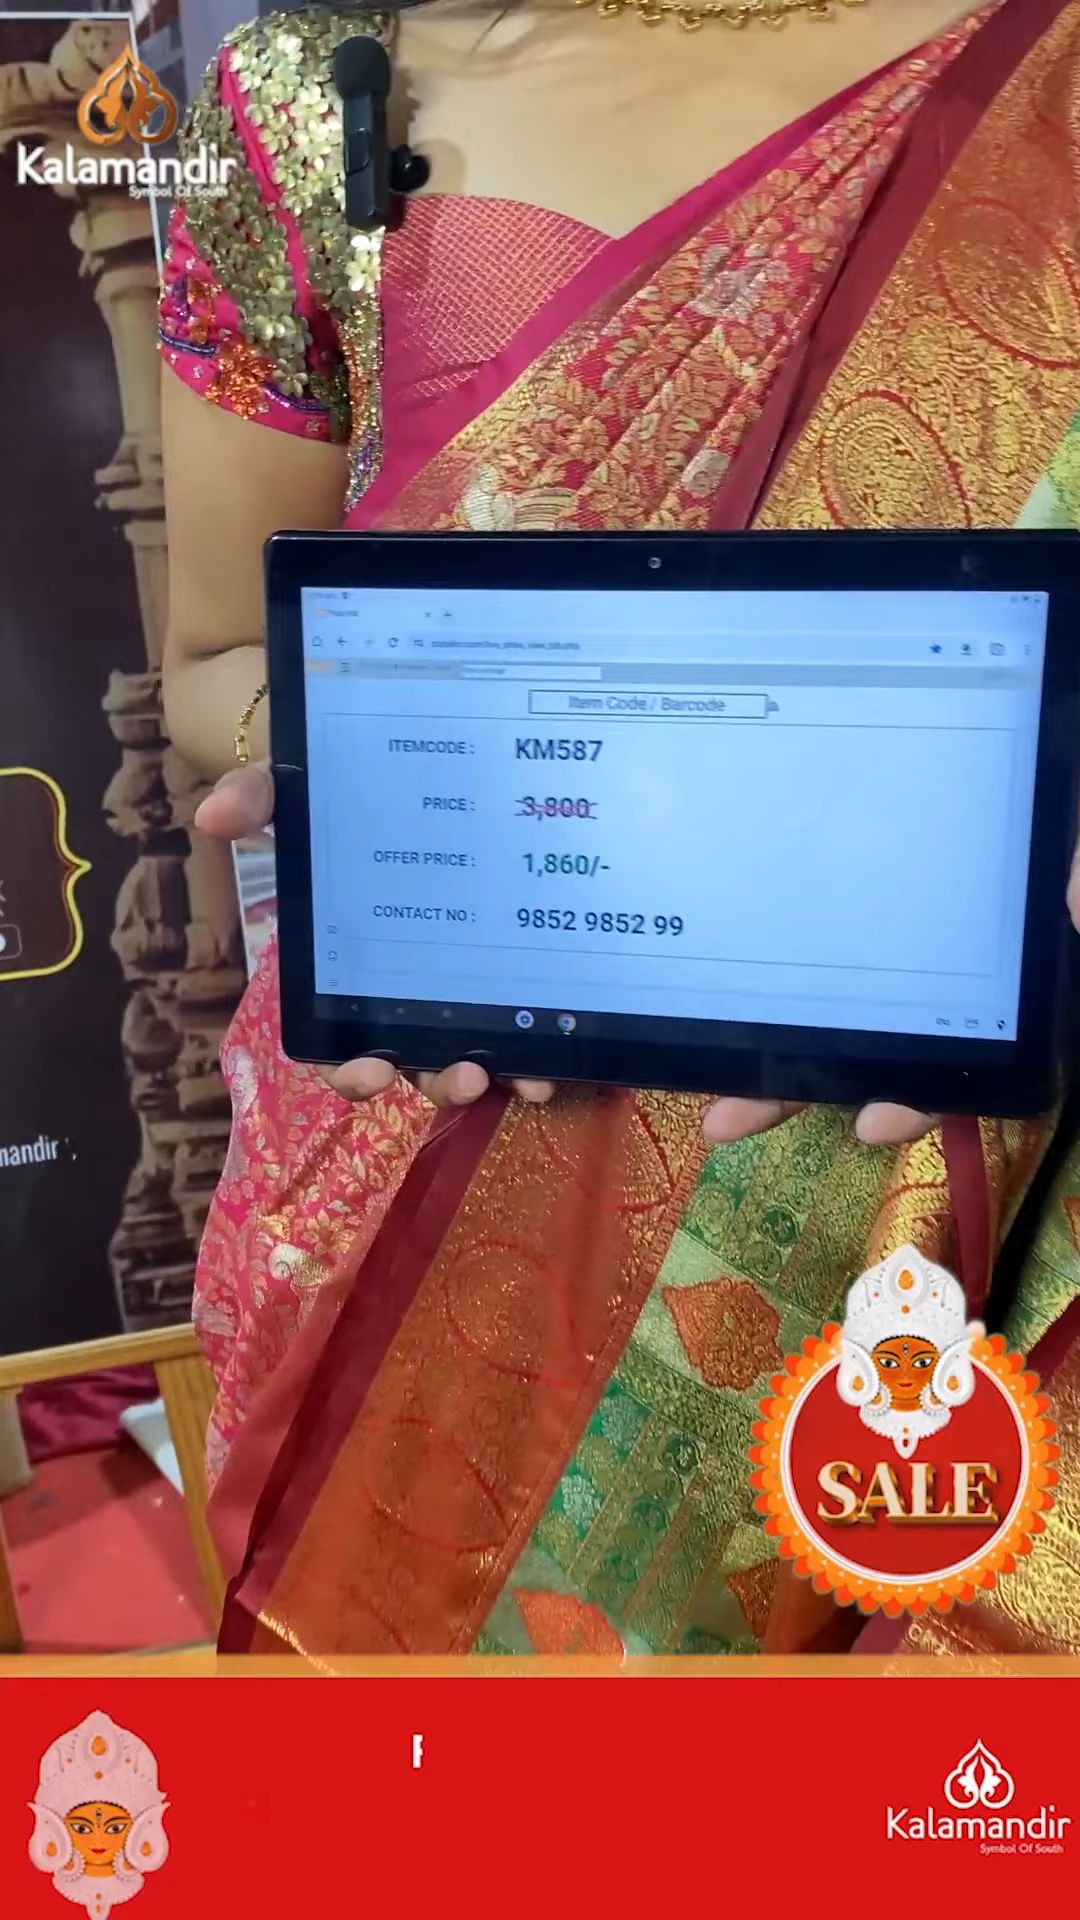 Kalamandir
Symbol Of South
Item Code / Barcode
ITEMCODE : KM587
PRICE : 3,800
OFFER PRICE : 1,860/-
CONTACT NO : 9852 9852 99
mandir
SALE
F
Kalamandir
Symbol Of South